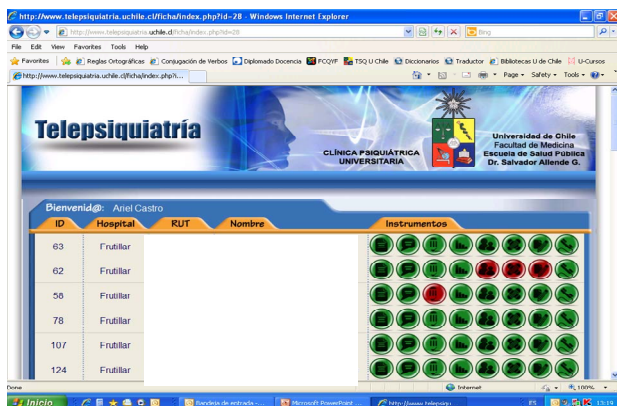 http://www.telepsiquiatria.uchile.cl/ficha/index.php?id=28 - Windows Internet Explorer
http://www.telepsiquiatria.uchile.cl/ficha/index.php?id=28
Bing
File Edit View Favorites Tools Help
Favorites Reglas Ortográficas Conjugación de Verbos Diplomado Docencia FCQYF TSQ U Chile Diccionarios Traductor Bibliotecas U de Chile U-Cursos
http://www.telepsiquiatria.uchile.cl/ficha/index.php?i... Page Safety Tools
Telepsiquiatría
CLÍNICA PSIQUIÁTRICA
UNIVERSITARIA
Universidad de Chile
Facultad de Medicina
Escuela de Salud Pública
Dr. Salvador Allende G.
Bienvenid@: Ariel Castro
ID Hospital RUT Nombre Instrumentos
63 Frutillar
62 Frutillar
58 Frutillar
78 Frutillar
107 Frutillar
124 Frutillar
Done Internet 100%
Inicio Bandeja de entrada -... Microsoft PowerPoint ... http://www.telepsiqu... ES 13:19